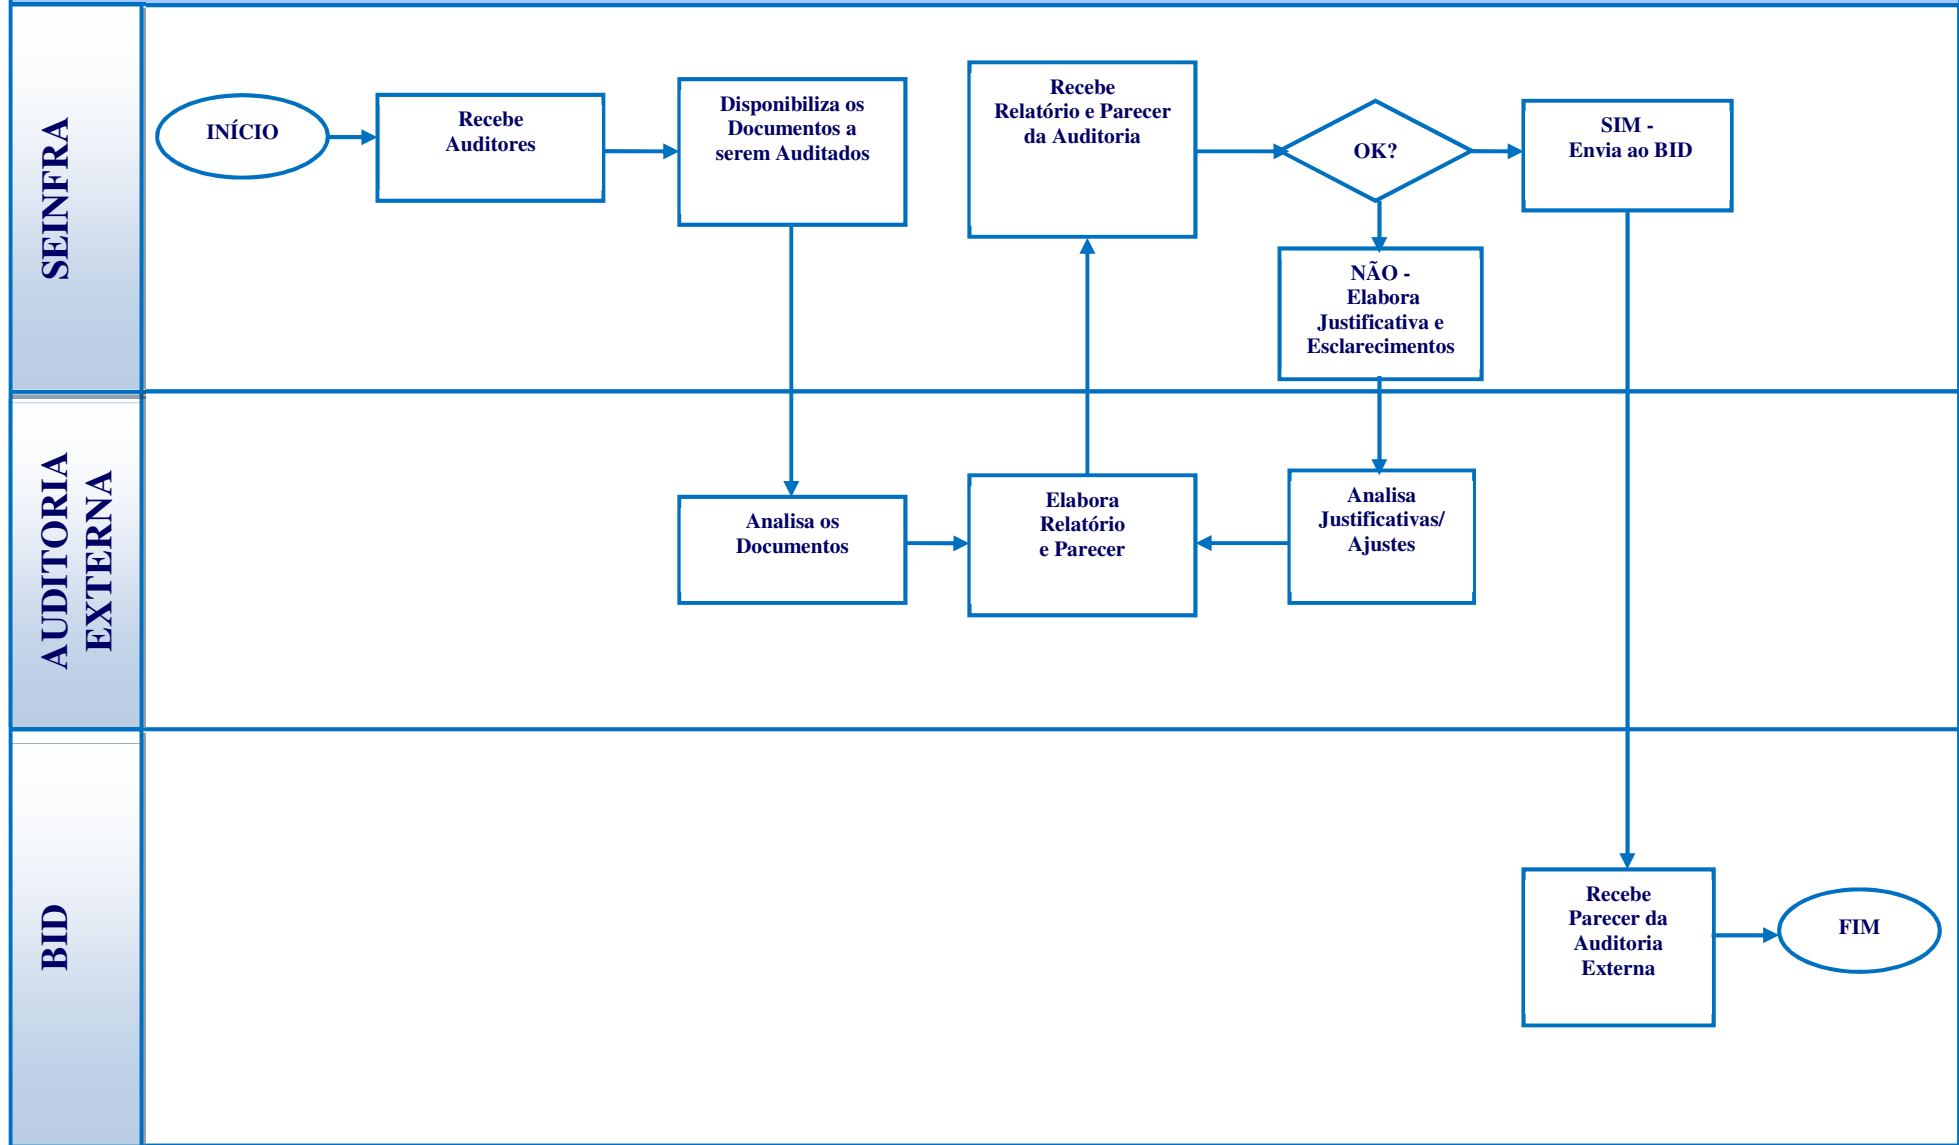 SEINFRA
INÍCIO
Recebe
Auditores
Disponibiliza os
Documentos a
serem Auditados
Recebe
Relatório e Parecer
da Auditoria
OK?
SIM -
Envia ao BID
NÃO -
Elabora
Justificativa e
Esclarecimentos
AUDITORIA
EXTERNA
Analisa os
Documentos
Elabora
Relatório
e Parecer
Analisa
Justificativas/
Ajustes
BID
Recebe
Parecer da
Auditoria
Externa
FIM